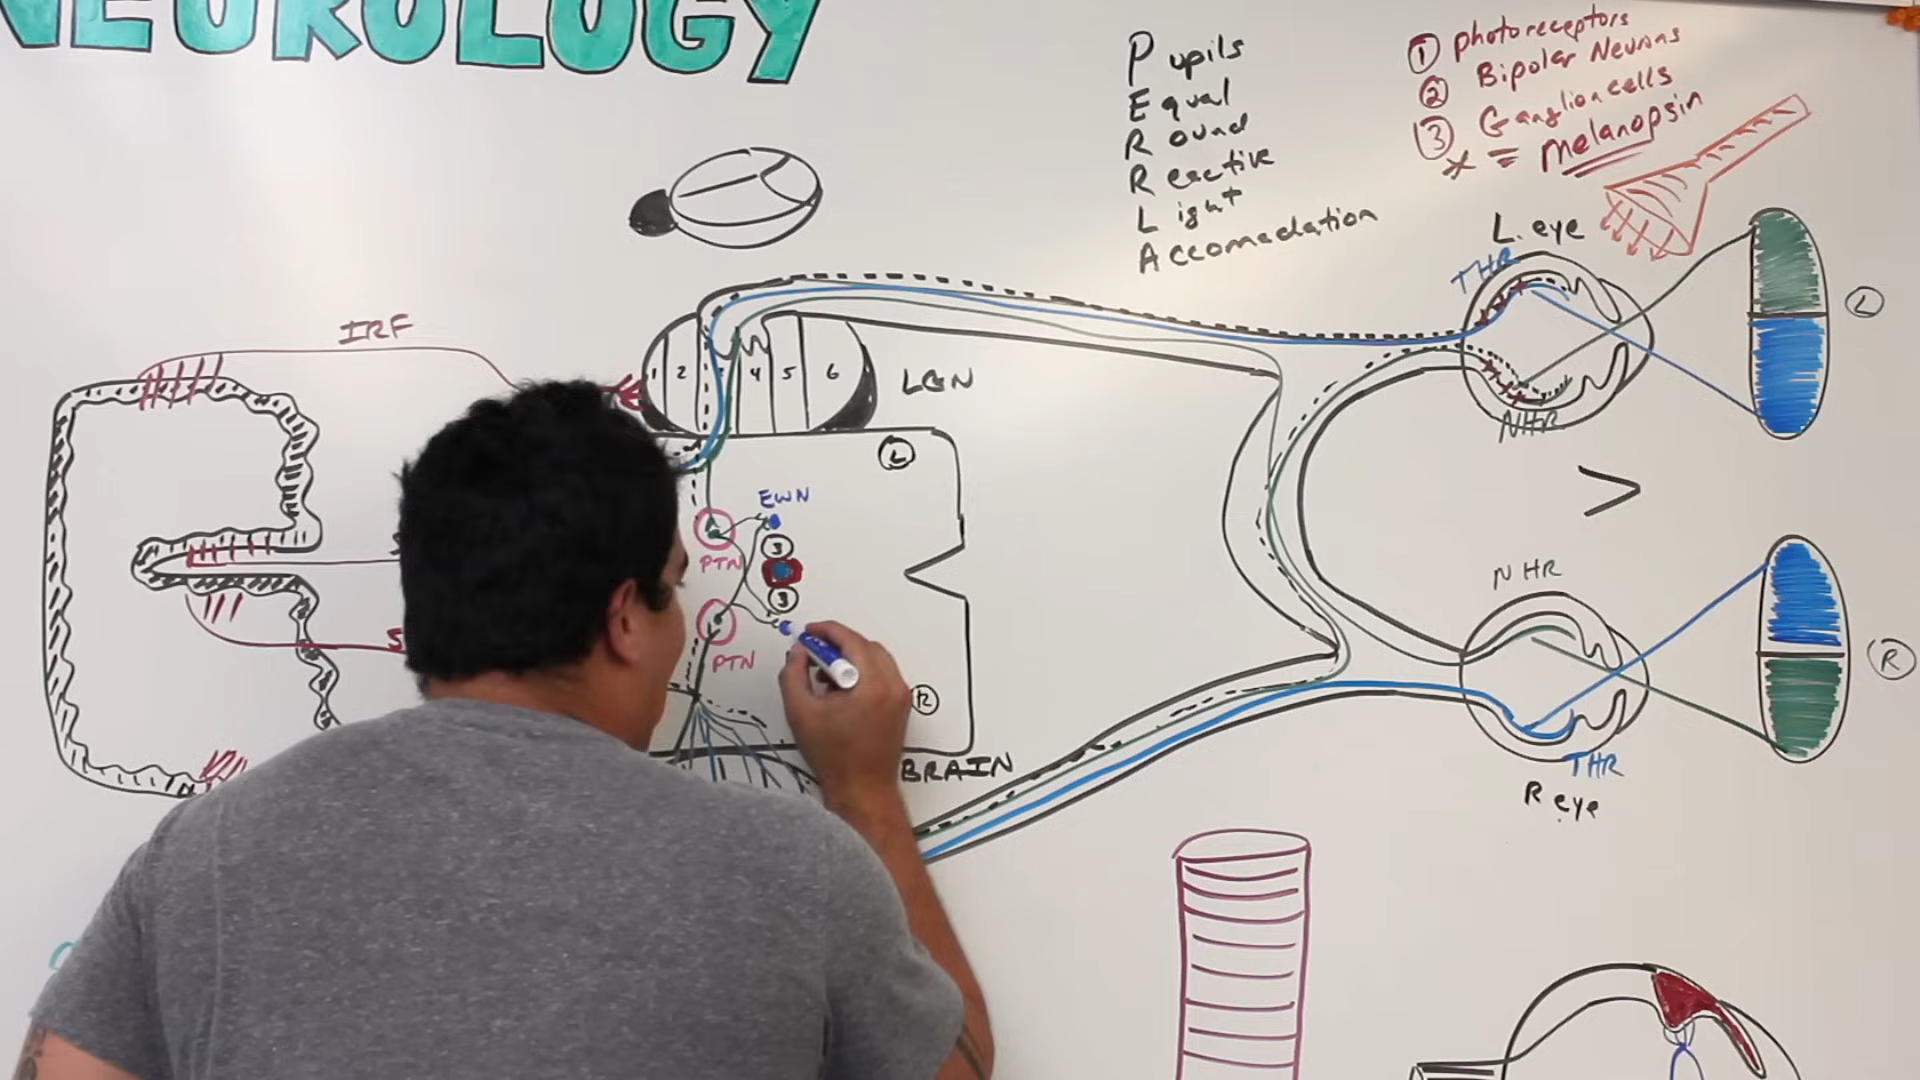 NEUROLOGY
Pupils
Equal
Round
Reactive
Light
Accomadation
1 photoreceptors
2 Bipolar Neurons
3 Ganglion cells
* = Melanopsin
L. eye
THR
NHR
L
IRF
1 2 3 4 5 6
LGN
L
EWN
3
PTN
3
PTN
R
BRAIN
>
NHR
THR
R eye
R
S